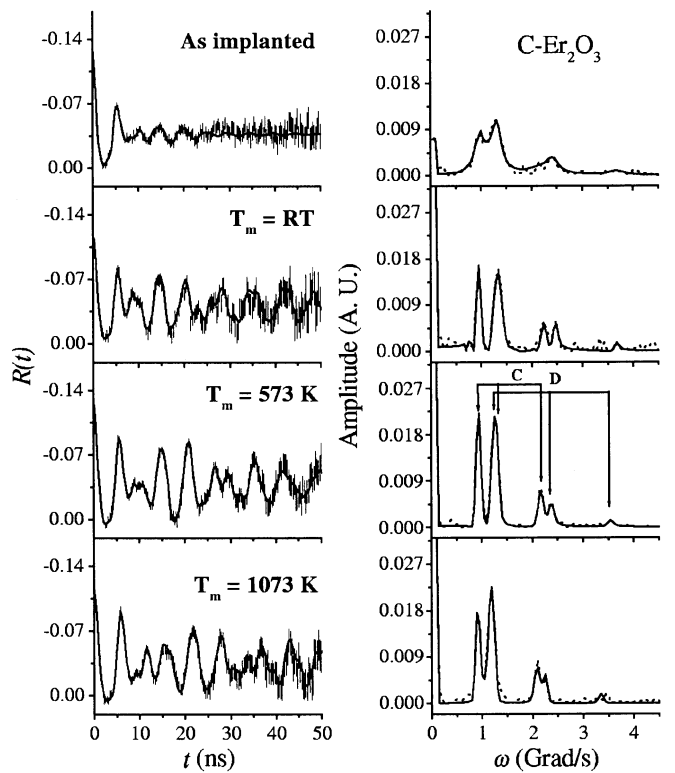 -0.14
As implanted
-0.07
0.00
-0.14
T_m = RT
-0.07
0.00
-0.14
T_m = 573 K
-0.07
0.00
-0.14
T_m = 1073 K
-0.07
0.00
0 10 20 30 40 50
t (ns)
R(t)
0.027
C-Er₂O₃
0.018
0.009
0.000
0.027
0.018
0.009
0.000
0.027
C D
0.018
0.009
0.000
0.027
0.018
0.009
0.000
0 1 2 3 4
ω (Grad/s)
Amplitude (A. U.)